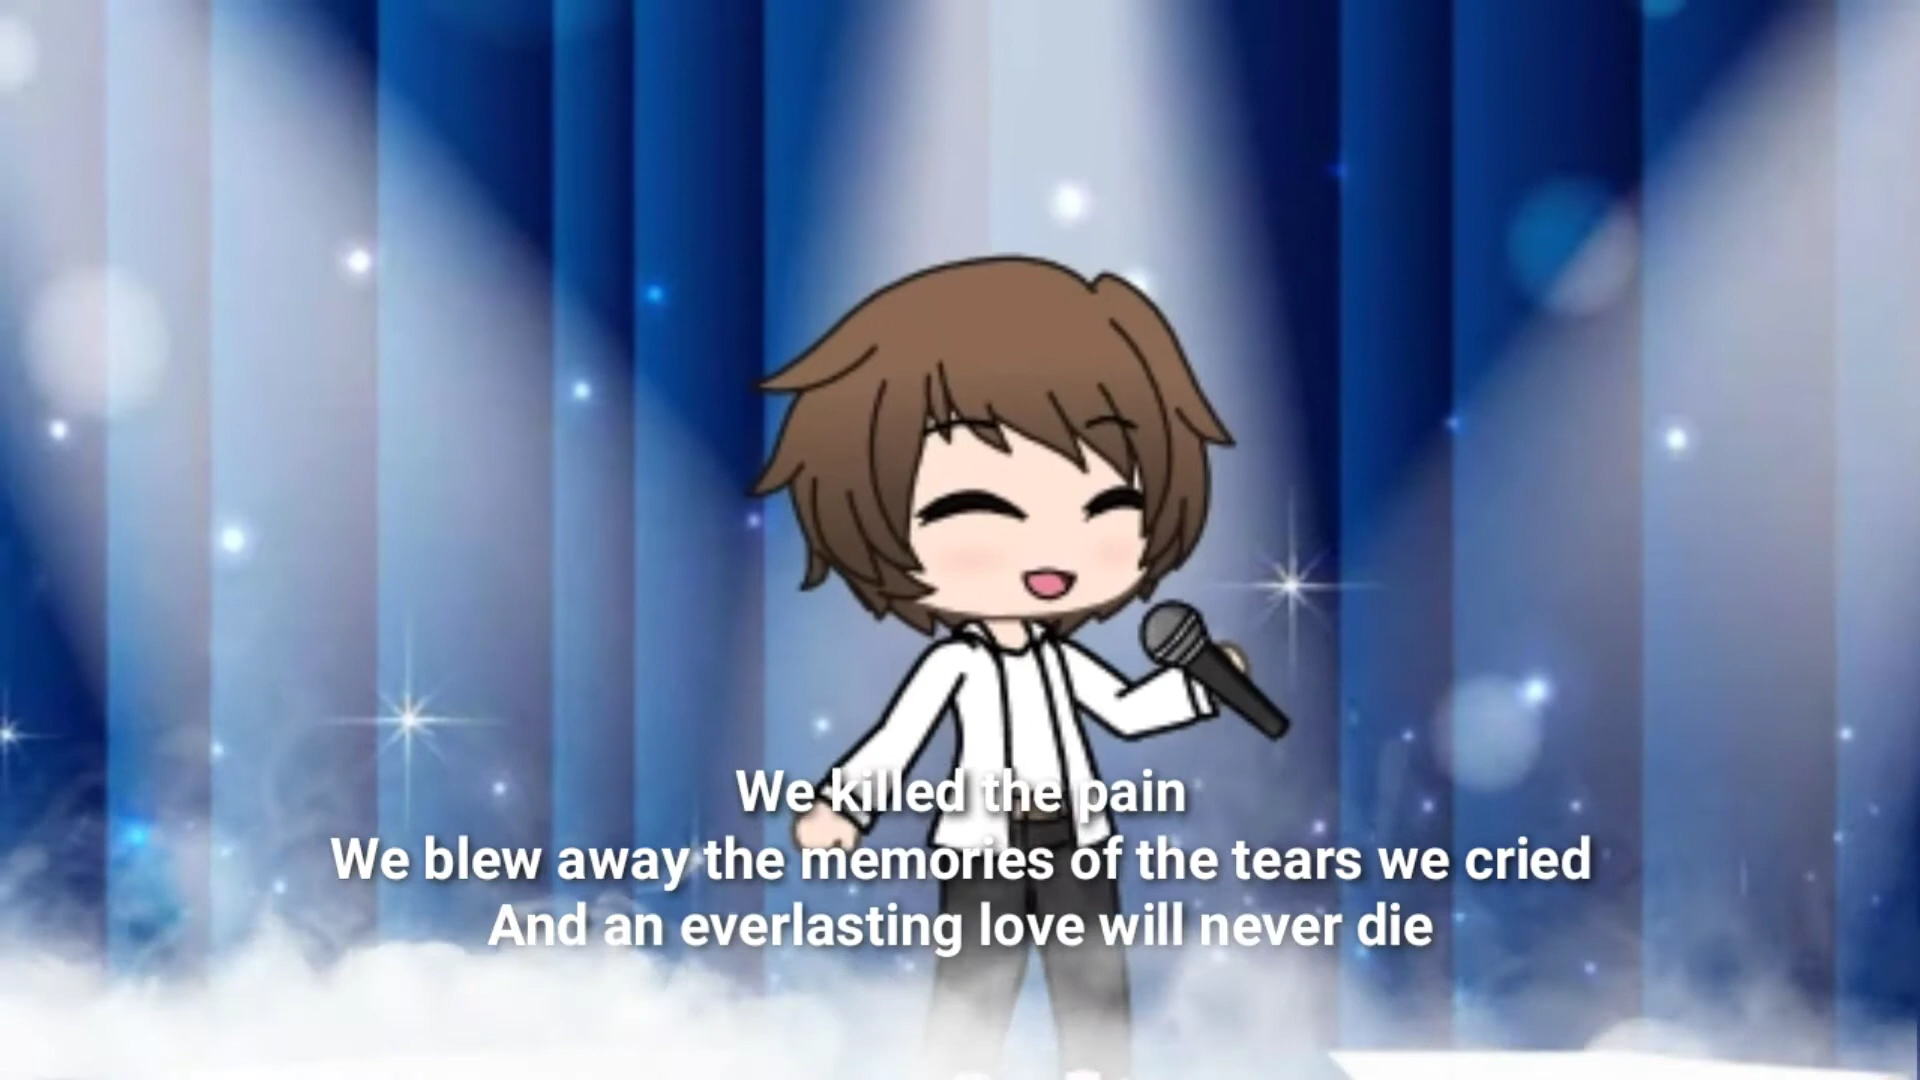 We killed the pain
We blew away the memories of the tears we cried
And an everlasting love will never die